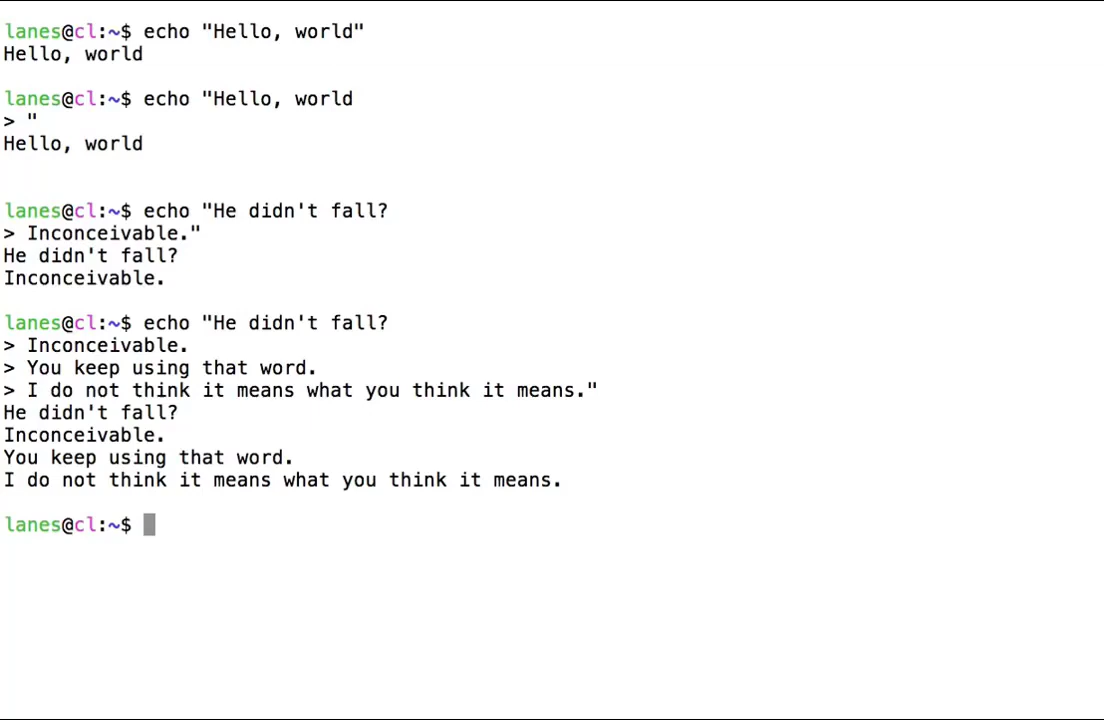 lanes@cl:~$ echo "Hello, world"
Hello, world
lanes@cl:~$ echo "Hello, world
> "
Hello, world
lanes@cl:~$ echo "He didn't fall?
> Inconceivable."
He didn't fall?
Inconceivable.
lanes@cl:~$ echo "He didn't fall?
> Inconceivable.
> You keep using that word.
> I do not think it means what you think it means."
He didn't fall?
Inconceivable.
You keep using that word.
I do not think it means what you think it means.
lanes@cl:~$